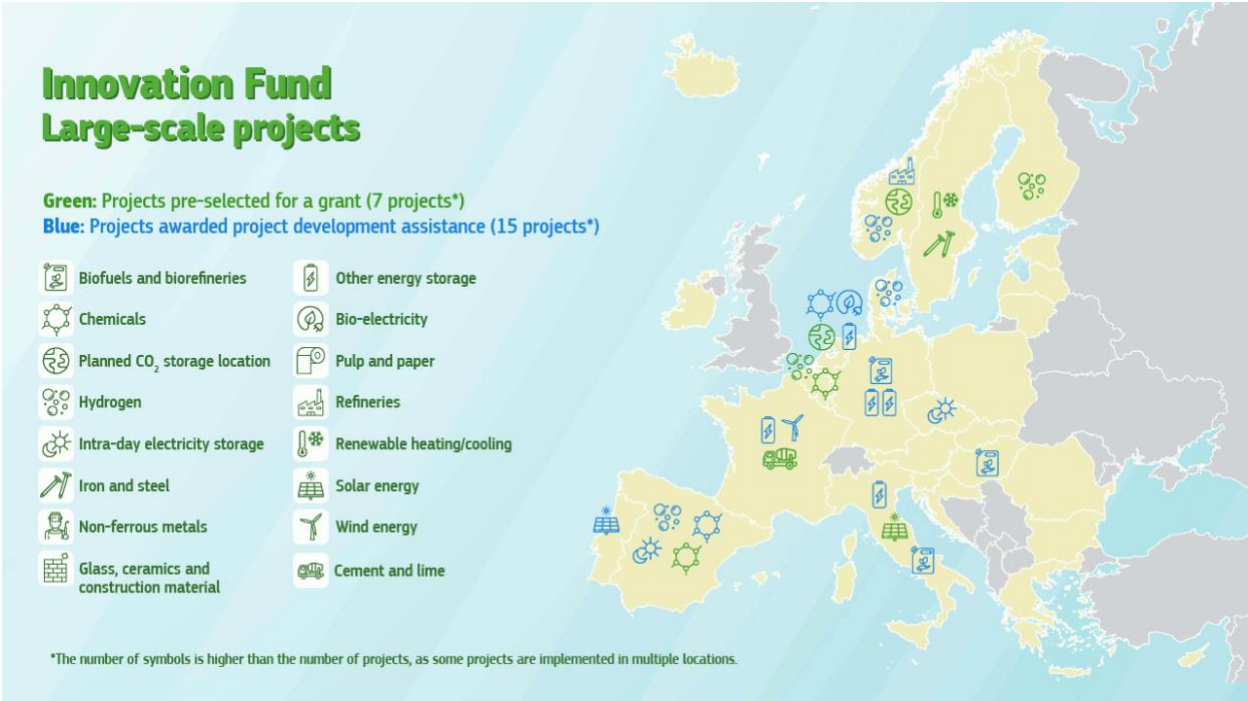 Innovation Fund
Large-scale projects
Green: Projects pre-selected for a grant (7 projects*)
Blue: Projects awarded project development assistance (15 projects*)
Biofuels and biorefineries
Chemicals
Planned CO₂ storage location
Hydrogen
Intra-day electricity storage
Iron and steel
Non-ferrous metals
Glass, ceramics and
construction material
Other energy storage
Bio-electricity
Pulp and paper
Refineries
Renewable heating/cooling
Solar energy
Wind energy
Cement and lime
*The number of symbols is higher than the number of projects, as some projects are implemented in multiple locations.